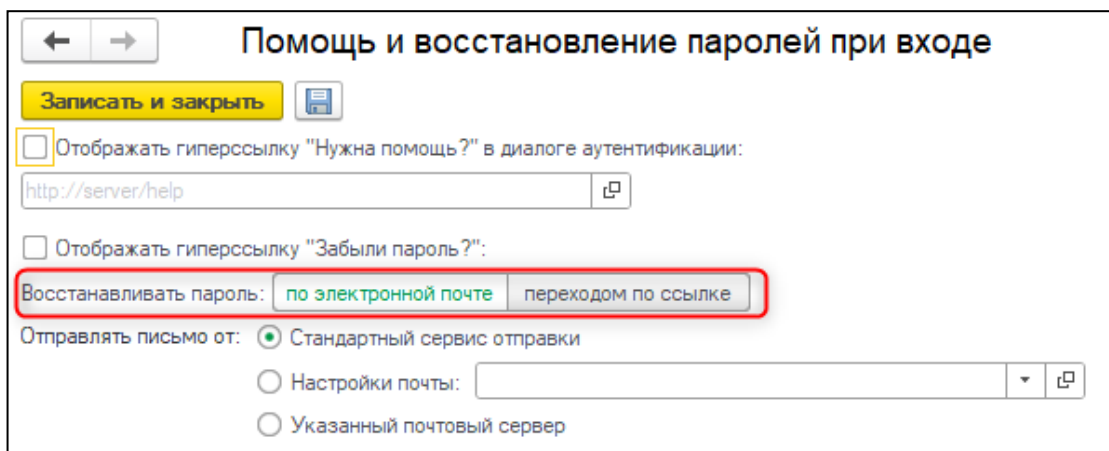 Помощь и восстановление паролей при входе
Записать и закрыть
Отображать гиперссылку "Нужна помощь?" в диалоге аутентификации:
http://server/help
Отображать гиперссылку "Забыли пароль?":
Восстанавливать пароль: по электронной почте переходом по ссылке
Отправлять письмо от: Стандартный сервис отправки
Настройки почты:
Указанный почтовый сервер